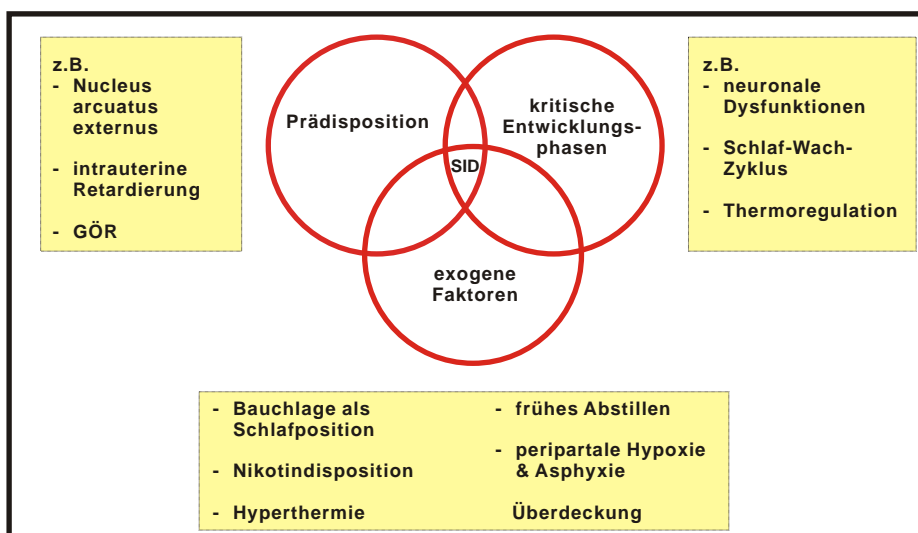 z.B.
- Nucleus
arcuatus
externus
- intrauterine
Retardierung
- GÖR
Prädisposition
kritische
Entwicklungs-
phasen
SID
exogene
Faktoren
z.B.
- neuronale
Dysfunktionen
- Schlaf-Wach-
Zyklus
- Thermoregulation
- Bauchlage als
Schlafposition
- Nikotindisposition
- Hyperthermie
- frühes Abstillen
- peripartale Hypoxie
& Asphyxie
Überdeckung